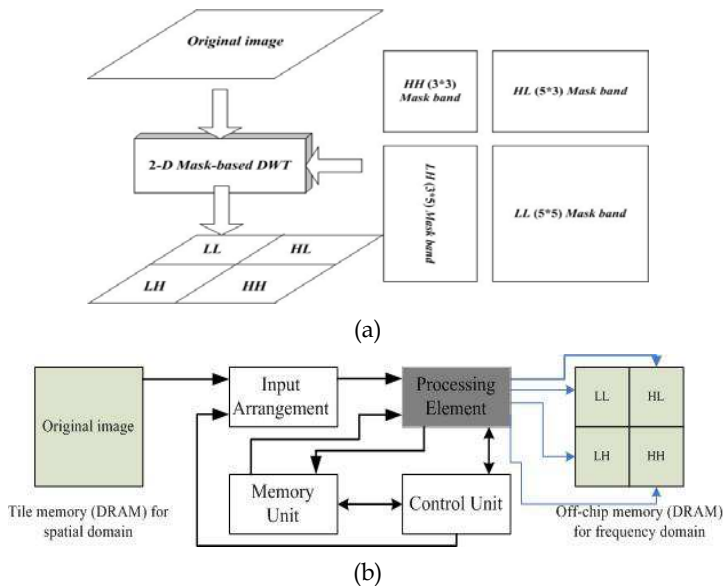 Original image
HH (3*3)
Mask band
HL (5*3) Mask band
2-D Mask-based DWT
LH (3*5) Mask band
LL (5*5) Mask band
LL
HL
LH
HH
(a)
Original image
Input
Arrangement
Processing
Element
LL
HL
LH
HH
Memory
Unit
Control Unit
Tile memory (DRAM) for
spatial domain
Off-chip memory (DRAM)
for frequency domain
(b)